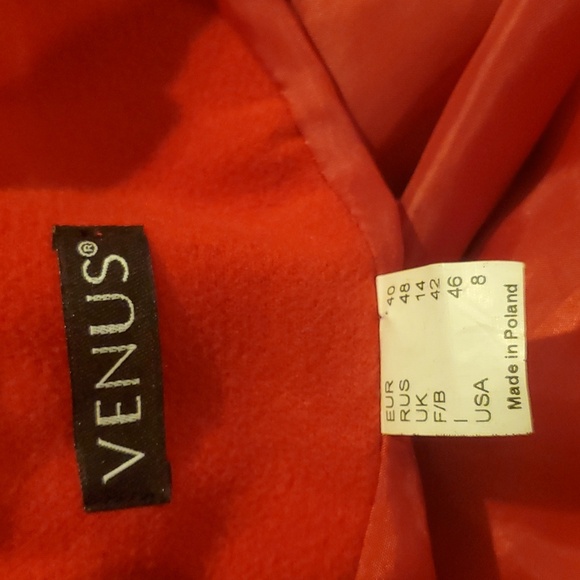 VENUS®
EUR 40
RUS 48
UK 14
F/B 42
I 46
USA 8
Made in Poland